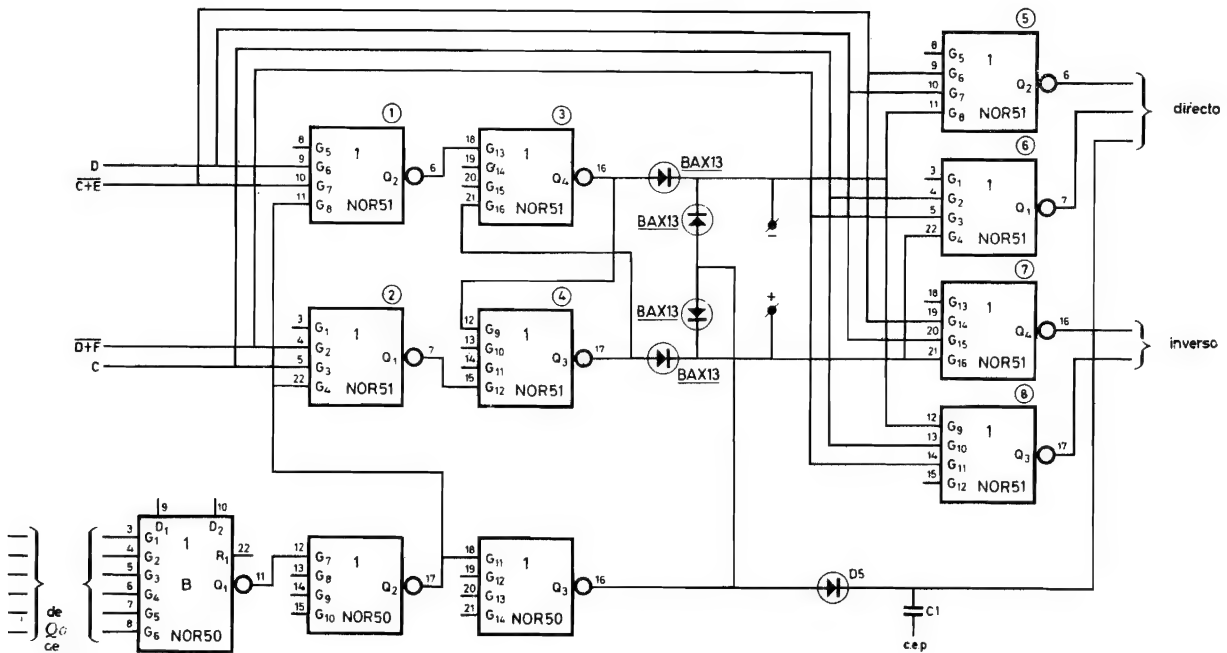 D
C+E
D+F
C
①
8 G5
9 G6
10 G7
11 G8
1
Q2 6
NOR51
②
3 G1
4 G2
5 G3
22 G4
1
Q1 7
NOR51
③
18 G13
19 G14
20 G15
21 G16
1
Q4 16
NOR51
④
12 G9
13 G10
14 G11
15 G12
1
Q3 17
NOR51
BAX13
BAX13
BAX13
BAX13
-
+
⑤
8 G5
9 G6
10 G7
11 G8
1
Q2 6
NOR51
⑥
3 G1
4 G2
5 G3
22 G4
1
Q1 7
NOR51
directo
⑦
18 G13
19 G14
20 G15
21 G16
1
Q4 16
NOR51
⑧
12 G9
13 G10
14 G11
15 G12
1
Q3 17
NOR51
inverso
de
ce
9 10
D1 D2
3 G1
4 G2
5 G3
6 G4
7 G5
8 G6
1
B
R1 22
Q1 11
NOR50
12 G7
13 G8
14 G9
15 G10
1
Q2 17
NOR50
18 G11
19 G12
20 G13
21 G14
1
Q3 16
NOR50
D5
C1
c.e.p